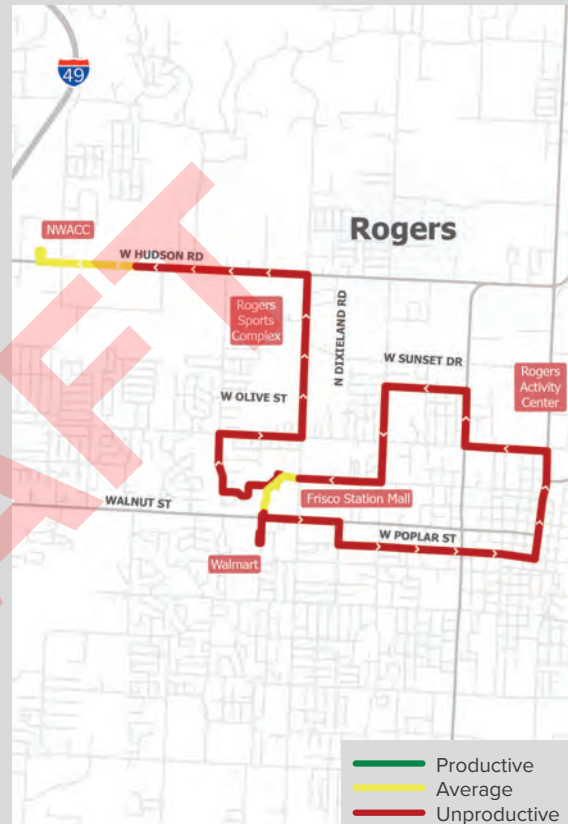 49
NWACC
Rogers
W HUDSON RD
Rogers
Sports
Complex
N DIXIELAND RD
W SUNSET DR
Rogers
Activity
Center
W OLIVE ST
Frisco Station Mall
WALNUT ST
W POPLAR ST
Walmart
Productive
Average
Unproductive